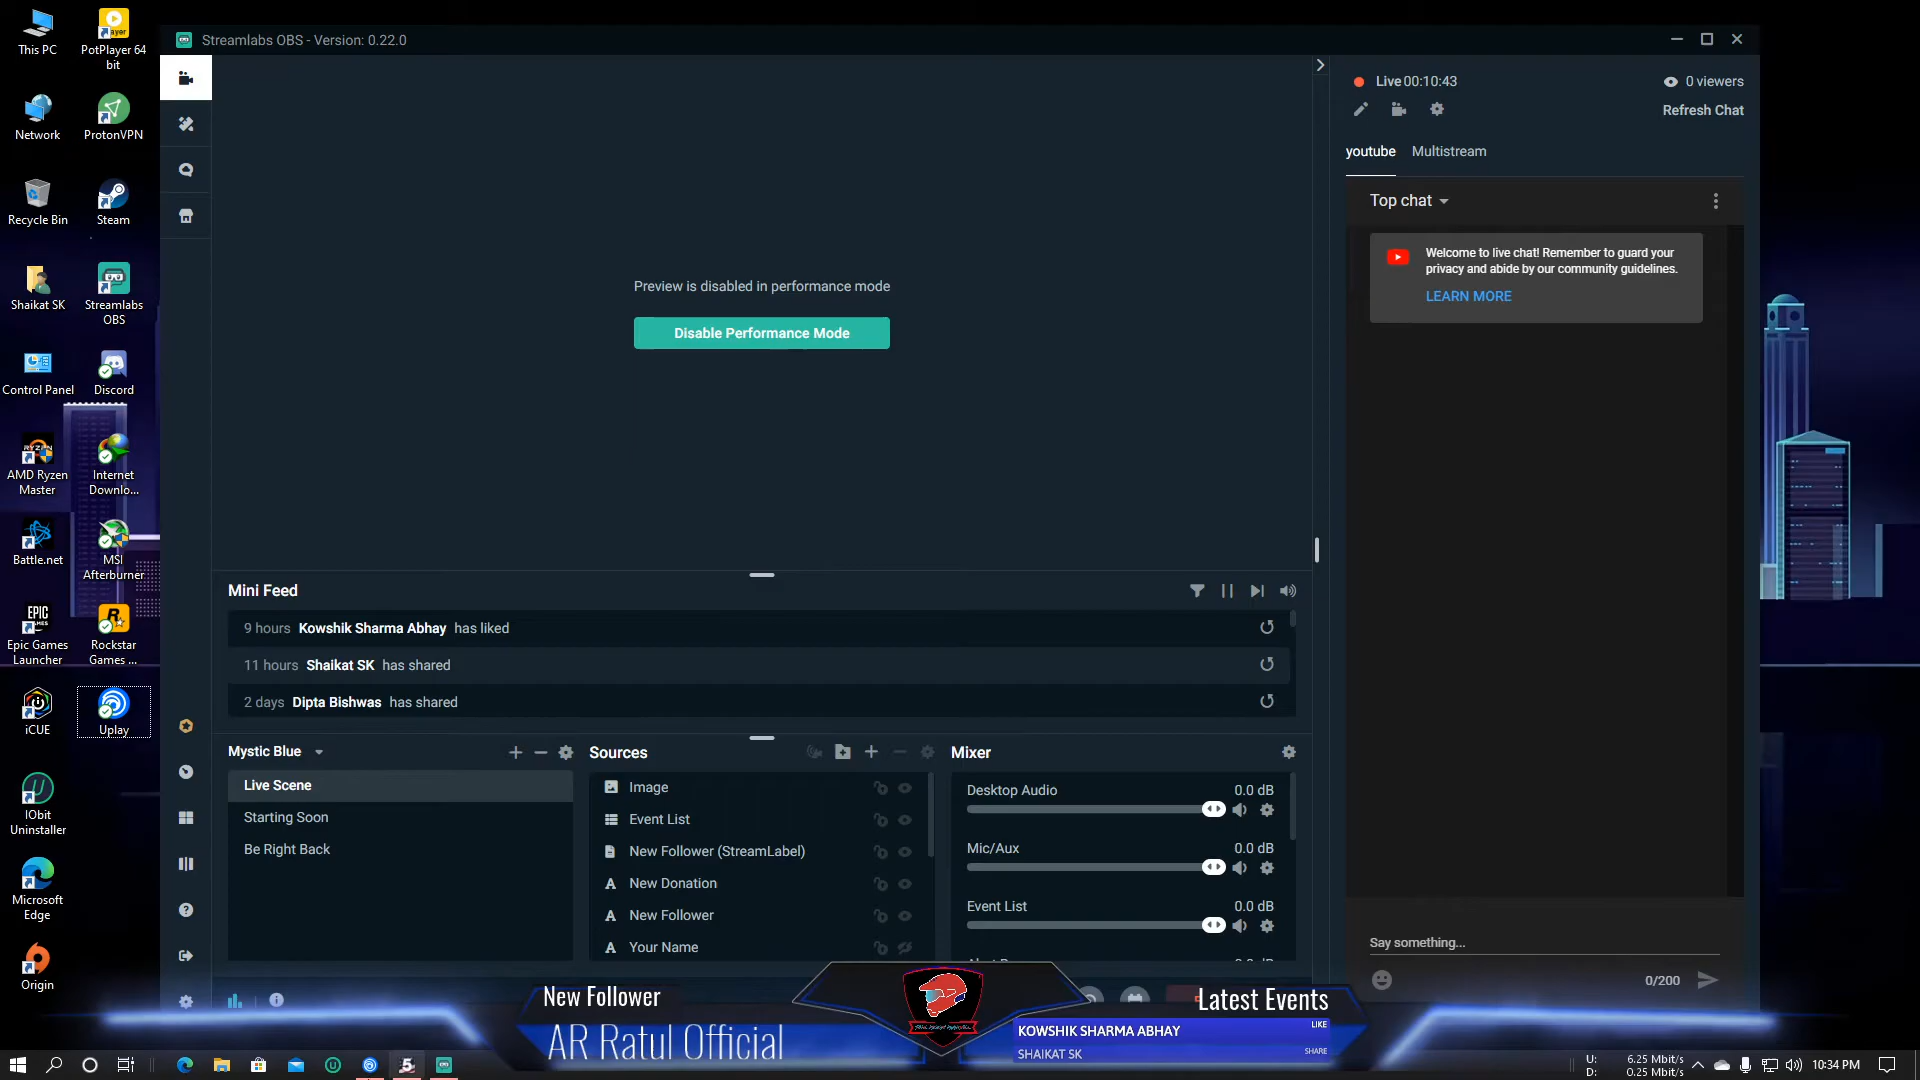 This PC
PotPlayer 64
bit
Network
ProtonVPN
Recycle Bin
Steam
Shaikat SK
Streamlabs
OBS
Control Panel
Discord
AMD Ryzen
Master
Internet
Downlo...
Battle.net
MSI
Afterburner
EPIC
GAMES
Epic Games
Launcher
Rockstar
Games ...
iCUE
Uplay
IObit
Uninstaller
Microsoft
Edge
Origin
Streamlabs OBS - Version: 0.22.0
Preview is disabled in performance mode
Disable Performance Mode
Live 00:10:43
0 viewers
Refresh Chat
youtube
Multistream
Top chat
Welcome to live chat! Remember to guard your
privacy and abide by our community guidelines.
LEARN MORE
Say something...
0/200
Mini Feed
9 hours Kowshik Sharma Abhay has liked
11 hours Shaikat SK has shared
2 days Dipta Bishwas has shared
Mystic Blue
Live Scene
Starting Soon
Be Right Back
Sources
Image
Event List
New Follower (StreamLabel)
New Donation
New Follower
Your Name
Mixer
Desktop Audio 0.0 dB
Mic/Aux 0.0 dB
Event List 0.0 dB
New Follower
AR Ratul Official
Latest Events
KOWSHIK SHARMA ABHAY LIKE
SHAIKAT SK SHARE
U: 6.25 Mbit/s
D: 0.25 Mbit/s
10:34 PM